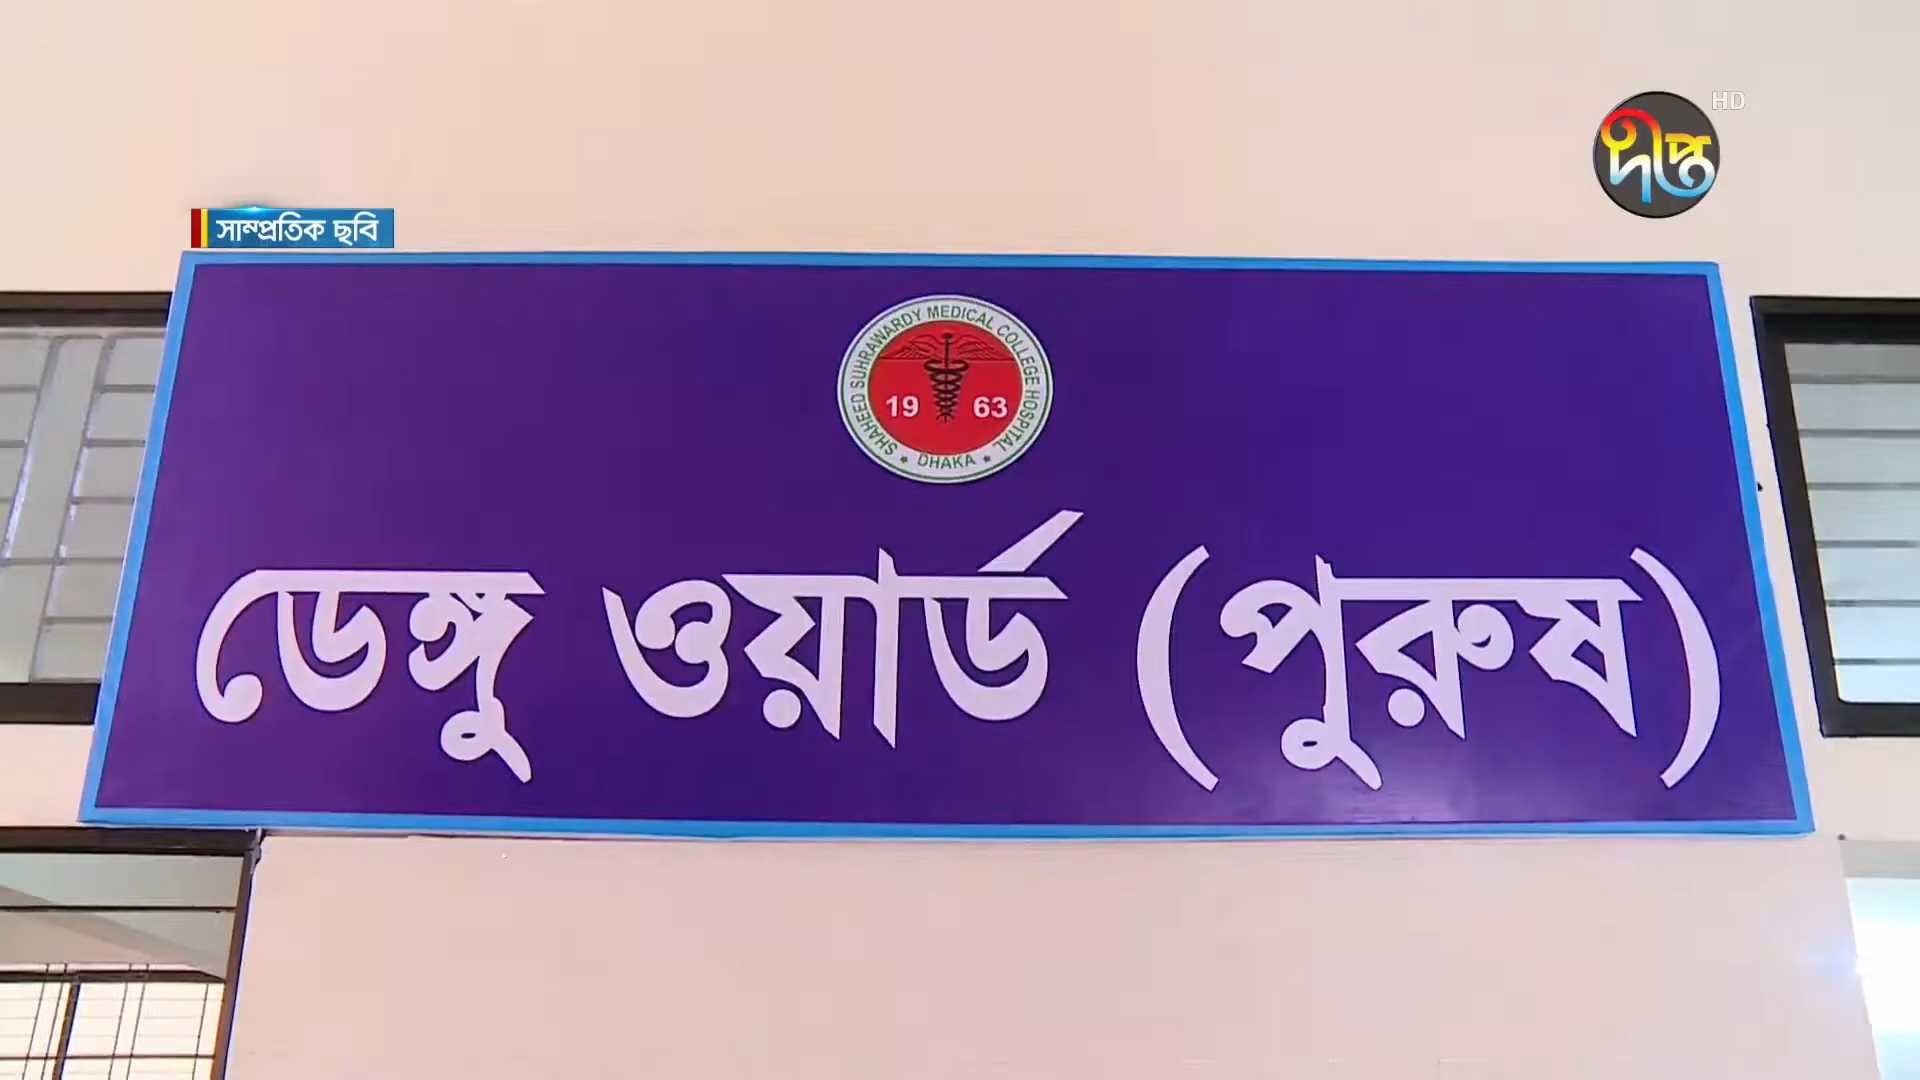 HD
দীপ্ত
সাম্প্রতিক ছবি
SHAHEED SUHRAWARDY MEDICAL COLLEGE HOSPITAL
19 63
★ DHAKA ★
ডেঙ্গু ওয়ার্ড (পুরুষ)